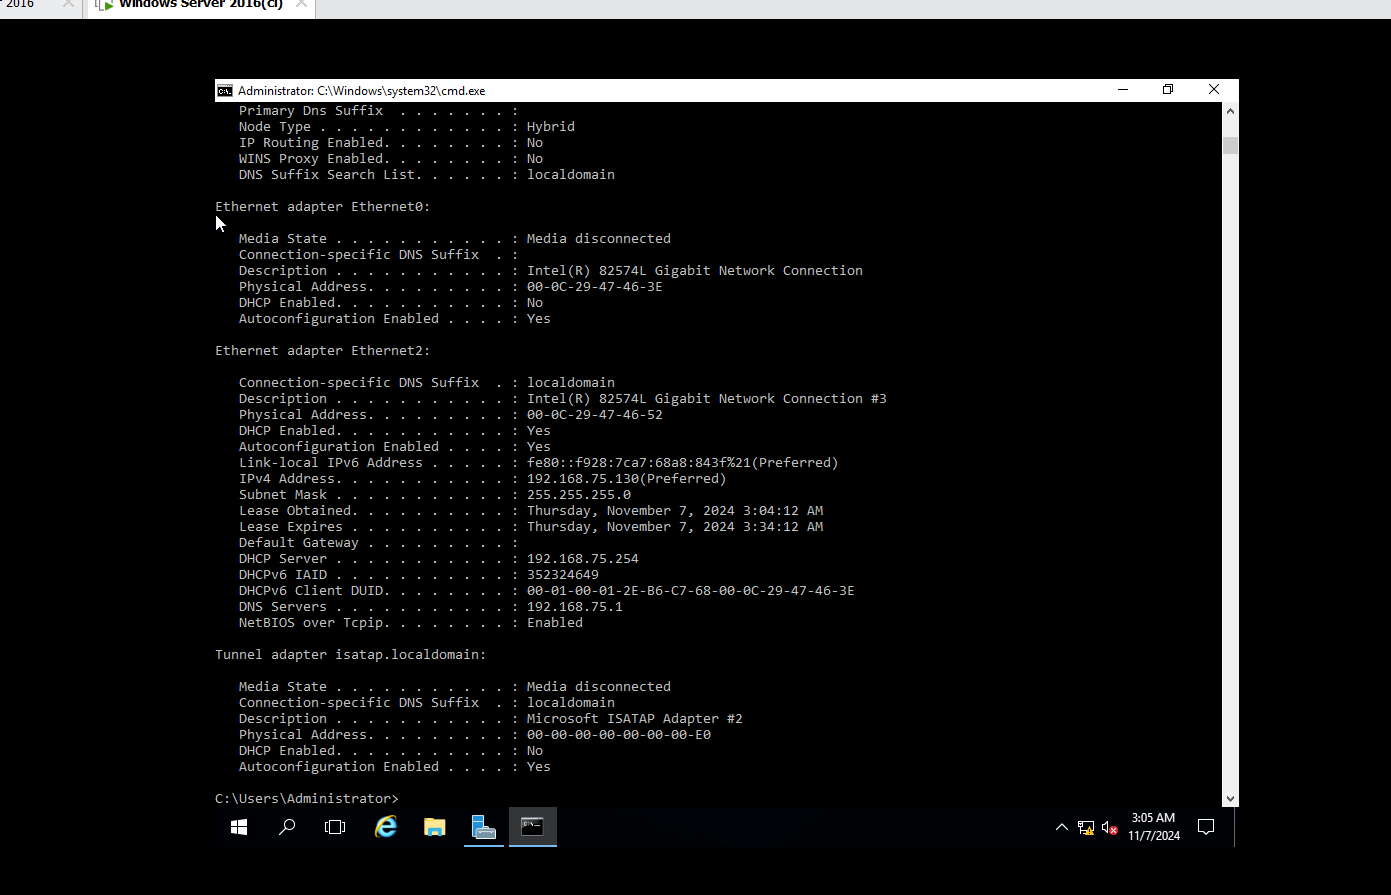 2016
Windows Server 2016(cl)
Administrator: C:\Windows\system32\cmd.exe
Primary Dns Suffix . . . . . . . :
Node Type . . . . . . . . . . . . : Hybrid
IP Routing Enabled. . . . . . . . : No
WINS Proxy Enabled. . . . . . . . : No
DNS Suffix Search List. . . . . . : localdomain
Ethernet adapter Ethernet0:
Media State . . . . . . . . . . . : Media disconnected
Connection-specific DNS Suffix . :
Description . . . . . . . . . . . : Intel(R) 82574L Gigabit Network Connection
Physical Address. . . . . . . . . : 00-0C-29-47-46-3E
DHCP Enabled. . . . . . . . . . . : No
Autoconfiguration Enabled . . . . : Yes
Ethernet adapter Ethernet2:
Connection-specific DNS Suffix . : localdomain
Description . . . . . . . . . . . : Intel(R) 82574L Gigabit Network Connection #3
Physical Address. . . . . . . . . : 00-0C-29-47-46-52
DHCP Enabled. . . . . . . . . . . : Yes
Autoconfiguration Enabled . . . . : Yes
Link-local IPv6 Address . . . . . : fe80::f928:7ca7:68a8:843f%21(Preferred)
IPv4 Address. . . . . . . . . . . : 192.168.75.130(Preferred)
Subnet Mask . . . . . . . . . . . : 255.255.255.0
Lease Obtained. . . . . . . . . . : Thursday, November 7, 2024 3:04:12 AM
Lease Expires . . . . . . . . . . : Thursday, November 7, 2024 3:34:12 AM
Default Gateway . . . . . . . . . :
DHCP Server . . . . . . . . . . . : 192.168.75.254
DHCPv6 IAID . . . . . . . . . . . : 352324649
DHCPv6 Client DUID. . . . . . . . : 00-01-00-01-2E-B6-C7-68-00-0C-29-47-46-3E
DNS Servers . . . . . . . . . . . : 192.168.75.1
NetBIOS over Tcpip. . . . . . . . : Enabled
Tunnel adapter isatap.localdomain:
Media State . . . . . . . . . . . : Media disconnected
Connection-specific DNS Suffix . : localdomain
Description . . . . . . . . . . . : Microsoft ISATAP Adapter #2
Physical Address. . . . . . . . . : 00-00-00-00-00-00-00-E0
DHCP Enabled. . . . . . . . . . . : No
Autoconfiguration Enabled . . . . : Yes
C:\Users\Administrator>
3:05 AM
11/7/2024